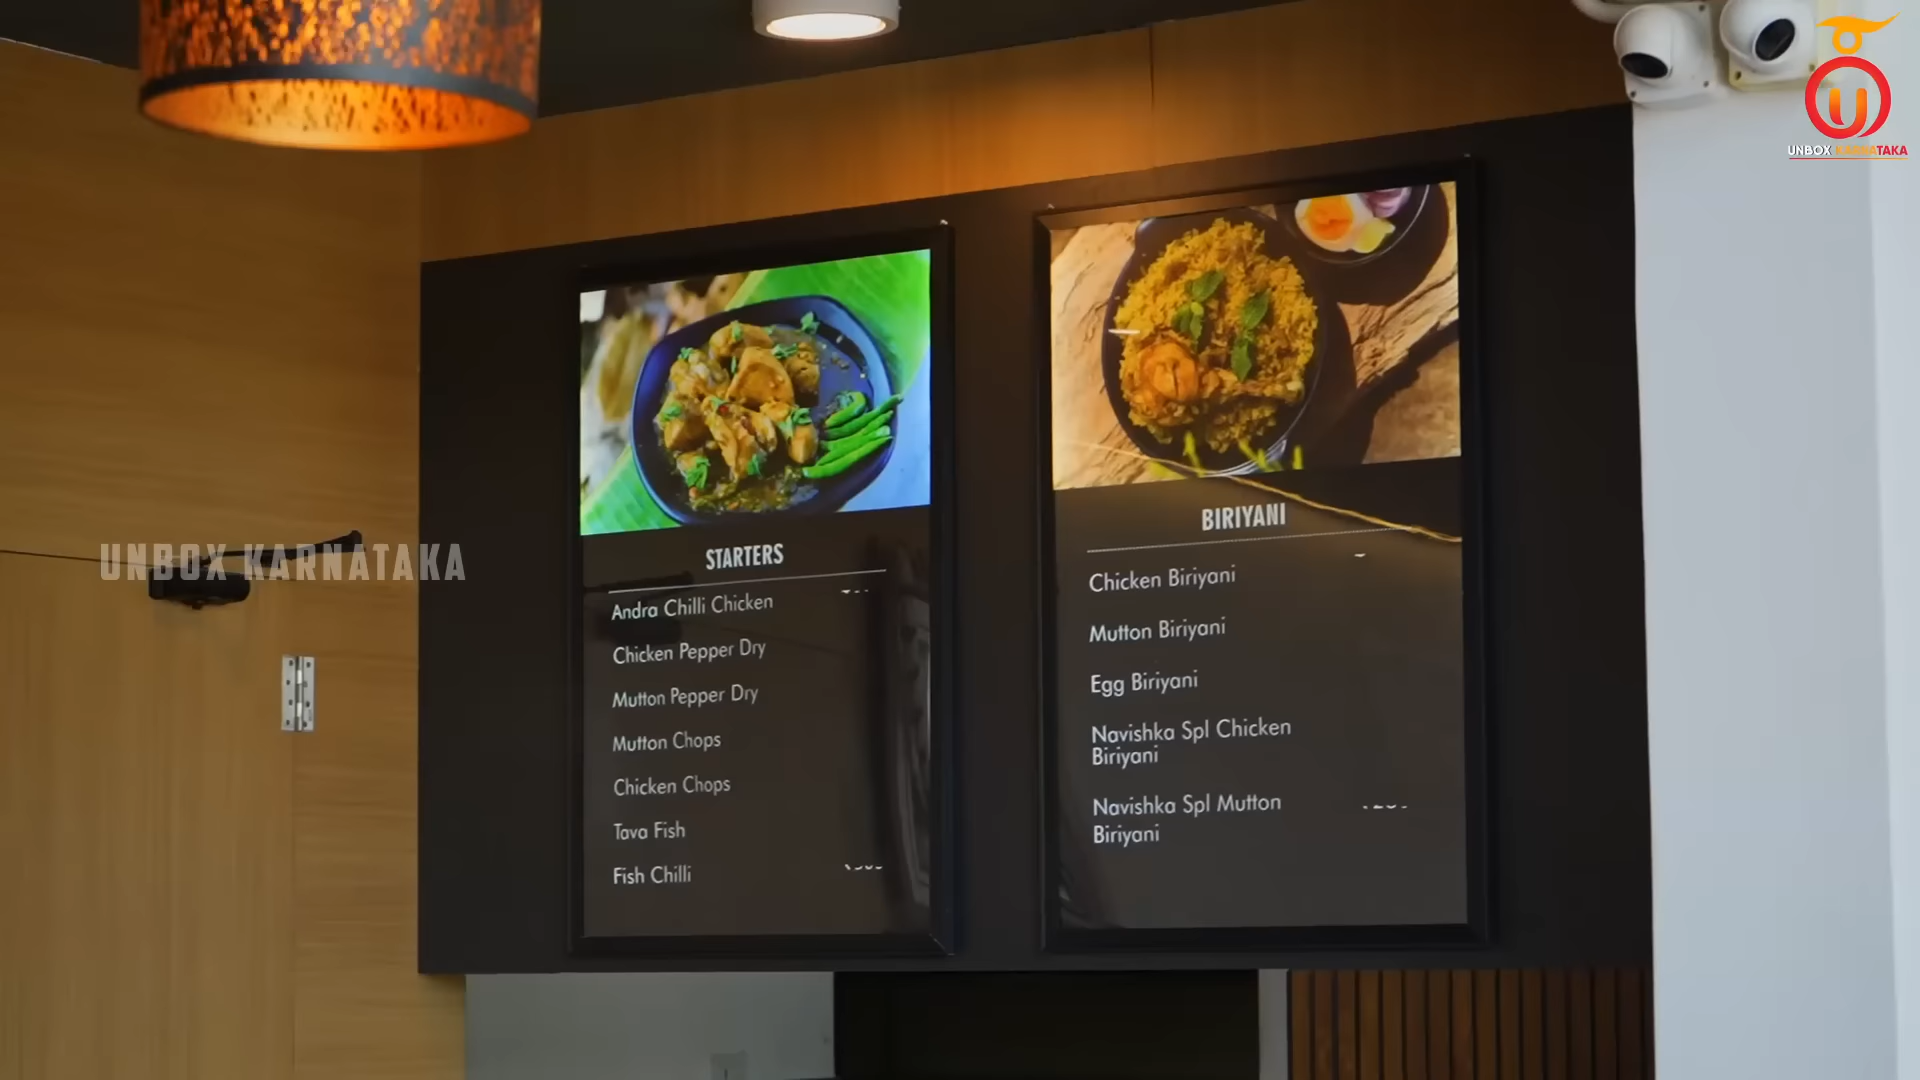 UNBOX KARNATAKA
UNBOX KARNATAKA
STARTERS
Andra Chilli Chicken
Chicken Pepper Dry
Mutton Pepper Dry
Mutton Chops
Chicken Chops
Tava Fish
Fish Chilli
BIRIYANI
Chicken Biriyani
Mutton Biriyani
Egg Biriyani
Navishka Spl Chicken
Biriyani
Navishka Spl Mutton
Biriyani